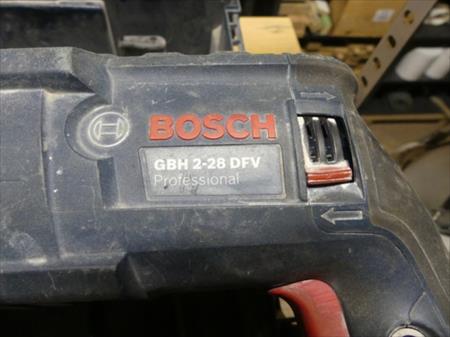 BOSCH
GBH 2-28 DFV
Professional